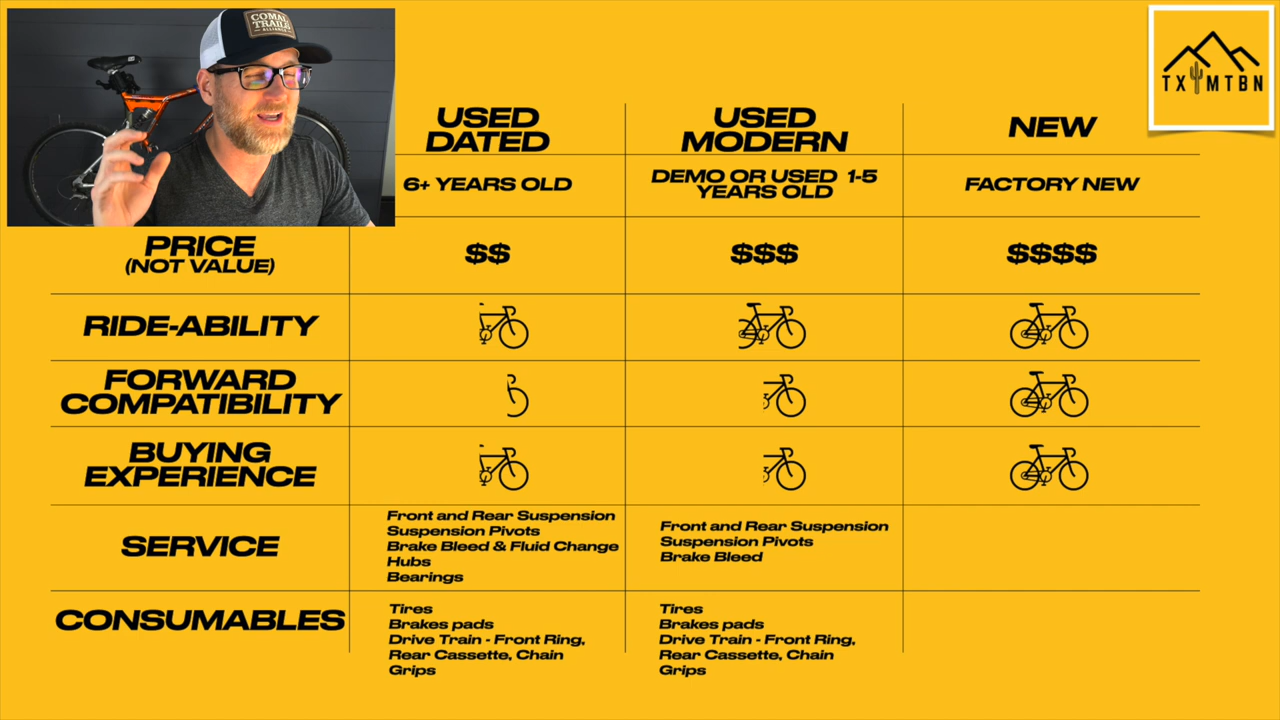 COMAL
TRAILS
ALLIANCE
TX MTBN
USED
DATED
USED
MODERN
NEW
6+ YEARS OLD
DEMO OR USED 1-5
YEARS OLD
FACTORY NEW
PRICE
(NOT VALUE)
$$
$$$
$$$$
RIDE-ABILITY
FORWARD
COMPATIBILITY
BUYING
EXPERIENCE
SERVICE
Front and Rear Suspension
Suspension Pivots
Brake Bleed & Fluid Change
Hubs
Bearings
Front and Rear Suspension
Suspension Pivots
Brake Bleed
CONSUMABLES
Tires
Brakes pads
Drive Train - Front Ring,
Rear Cassette, Chain
Grips
Tires
Brakes pads
Drive Train - Front Ring,
Rear Cassette, Chain
Grips